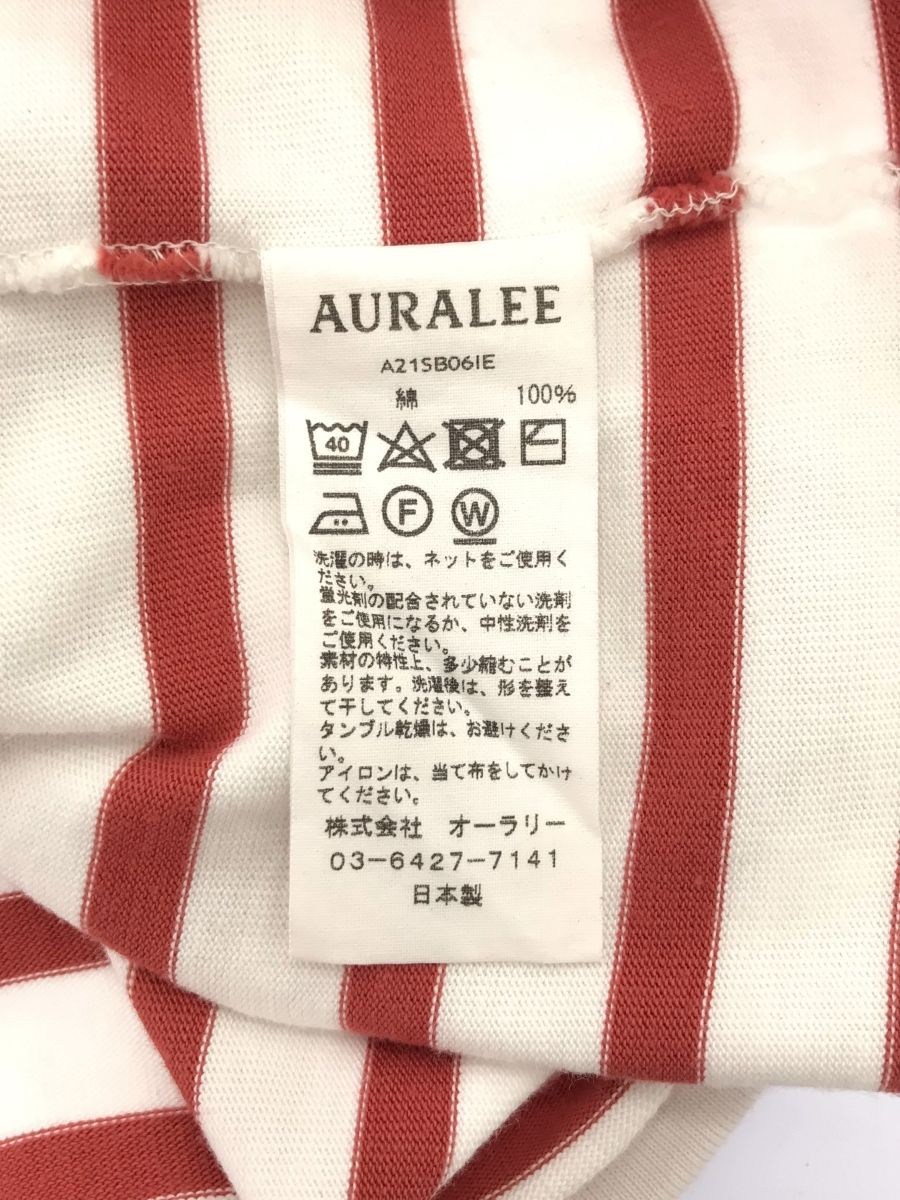 AURALEE
A21SB06IE
綿 100%
40
F W
洗濯の時は、ネットをご使用く
ださい。
蛍光剤の配合されていない洗剤
をご使用になるか、中性洗剤を
ご使用ください。
素材の特性上、多少縮むことが
あります。洗濯後は、形を整え
て干してください。
タンブル乾燥は、お避けくださ
い。
アイロンは、当て布をしてかけ
てください。
株式会社 オーラリー
03-6427-7141
日本製